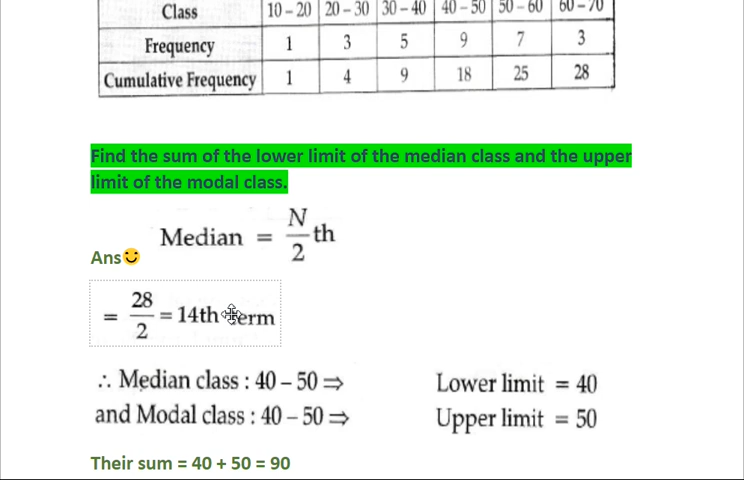 Class 10 – 20 20 – 30 30 – 40 40 – 50 50 – 60 60 – 70
Frequency 1 3 5 9 7 3
Cumulative Frequency 1 4 9 18 25 28
Find the sum of the lower limit of the median class and the upper
limit of the modal class.
Ans Median = N/2 th
= 28/2 = 14th term
∴ Median class : 40 – 50 ⇒ Lower limit = 40
and Modal class : 40 – 50 ⇒ Upper limit = 50
Their sum = 40 + 50 = 90